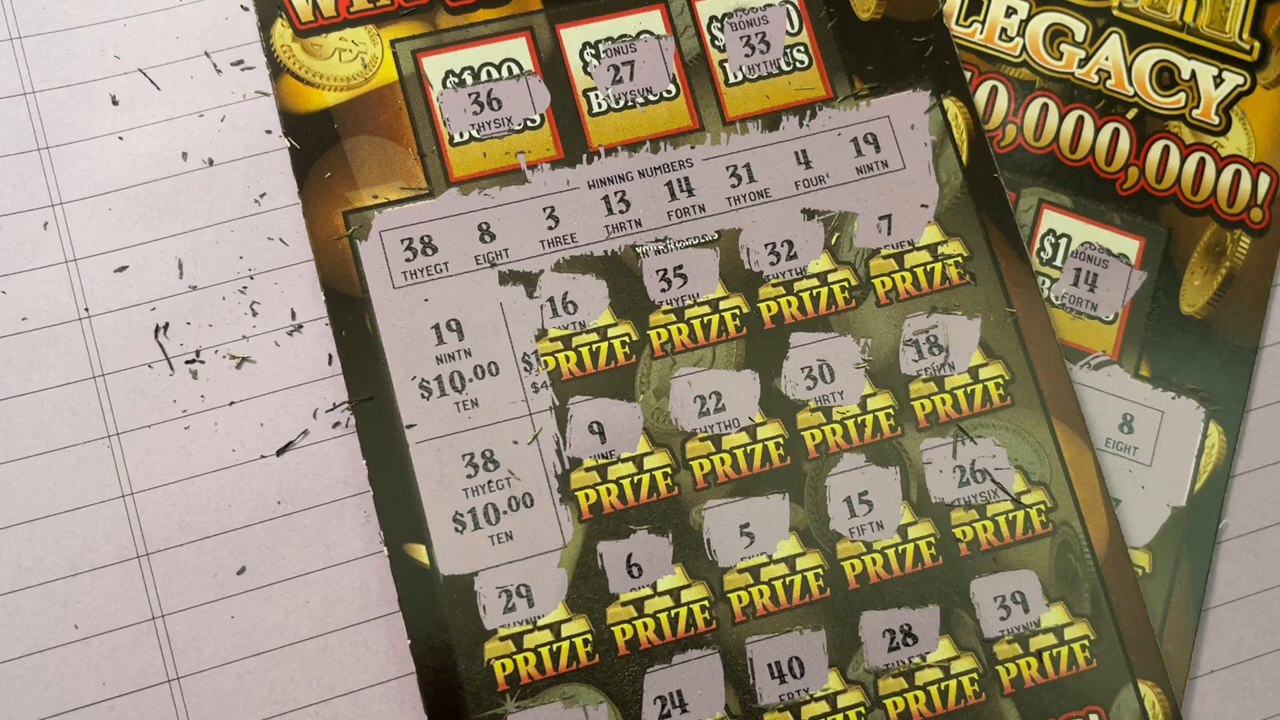 $100
36
THYSIX
BONUS
27
BONUS
BONUS
33
BONUS
LEGACY
0,000,000!
WINNING NUMBERS
38 8 3 13 14 31 4 19
THYEGT EIGHT THREE THRTN FORTN THYONE FOUR NINTN
16 35 32 7
PRIZE PRIZE PRIZE PRIZE
19
NINTN
$10.00
TEN
9 22 30 18
PRIZE PRIZE PRIZE PRIZE
38
THYEGT
$10.00
TEN
6 5 15 26
FIFTN
PRIZE PRIZE PRIZE PRIZE
29
PRIZE
24 40 28 39
PRIZE PRIZE
BONUS
14
FORTN
8
EIGHT